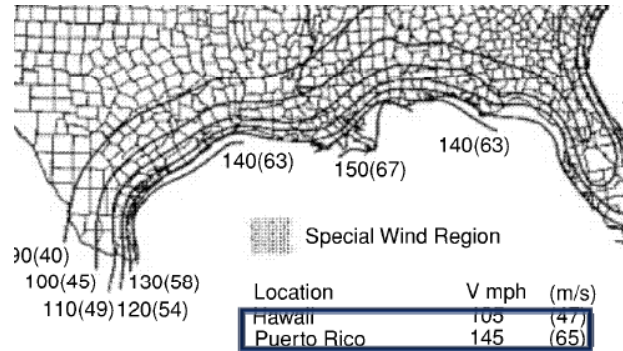 140(63)
150(67)
140(63)
90(40)
100(45)
130(58)
110(49) 120(54)
Special Wind Region
Location V mph (m/s)
Hawaii 105 (47)
Puerto Rico 145 (65)